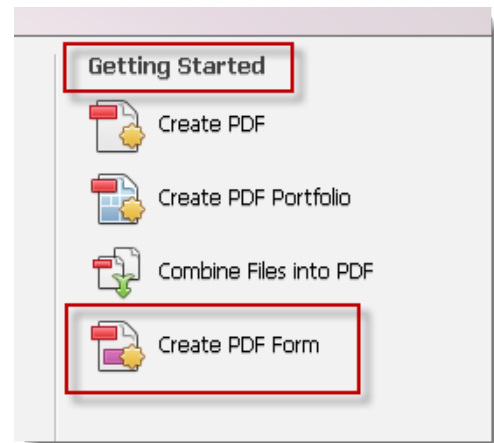 Getting Started
Create PDF
Create PDF Portfolio
Combine Files into PDF
Create PDF Form